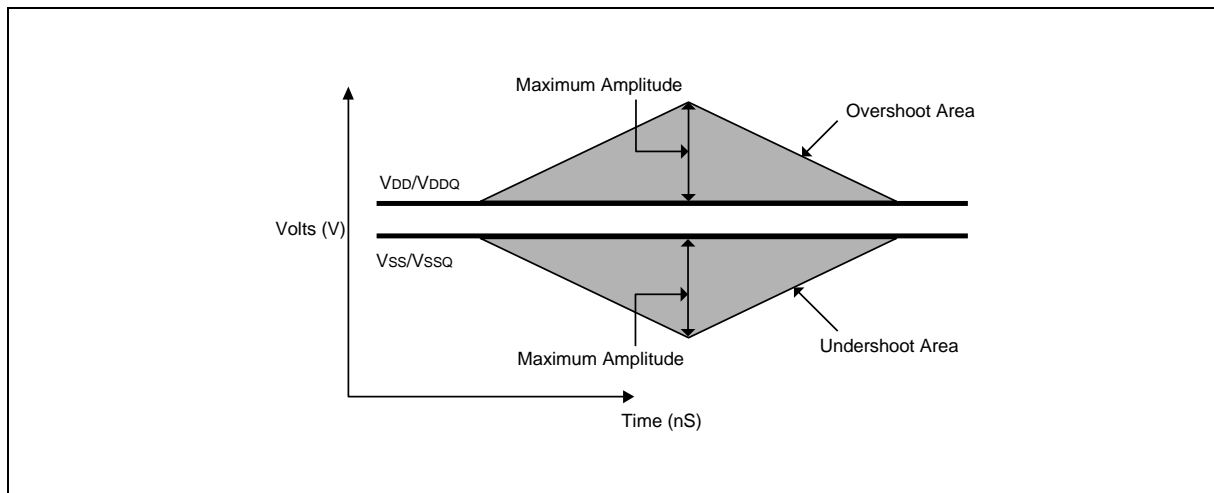 Maximum Amplitude
Overshoot Area
VDD/VDDQ
Volts (V)
VSS/VSSQ
Maximum Amplitude
Undershoot Area
Time (nS)